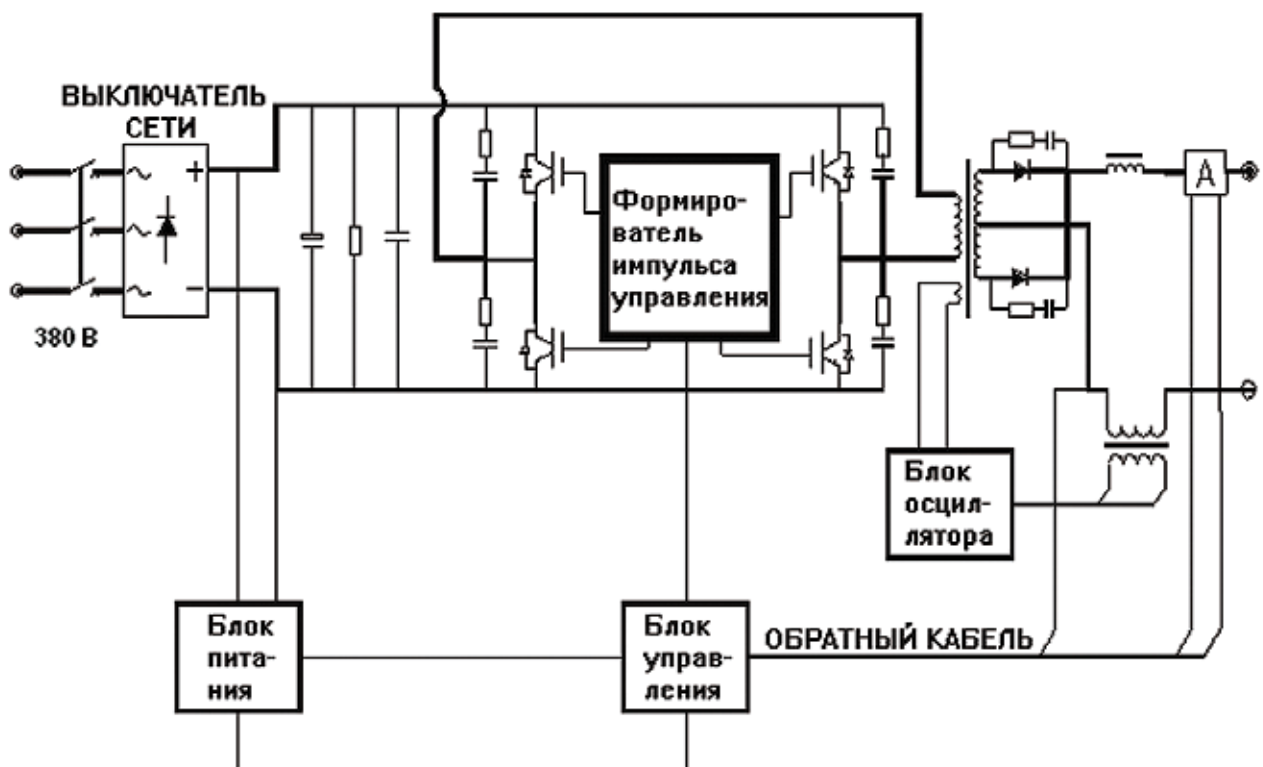 ВЫКЛЮЧАТЕЛЬ
СЕТИ
+
−
380 В
Формиро-
ватель
импульса
управления
А
Блок
осцил-
лятора
Блок
пита-
ния
Блок
управ-
ления
ОБРАТНЫЙ КАБЕЛЬ